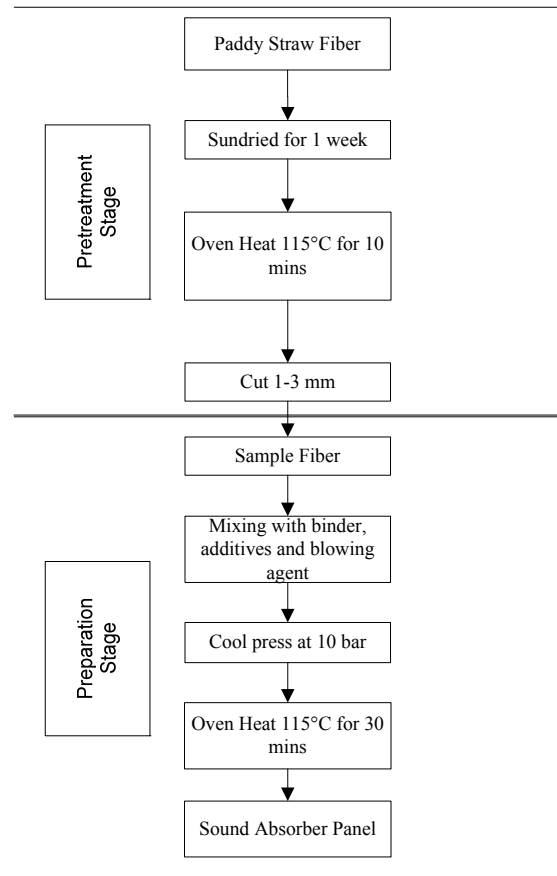 Paddy Straw Fiber
Sundried for 1 week
Pretreatment
Stage
Oven Heat 115°C for 10
mins
Cut 1-3 mm
Sample Fiber
Mixing with binder,
additives and blowing
agent
Preparation
Stage
Cool press at 10 bar
Oven Heat 115°C for 30
mins
Sound Absorber Panel